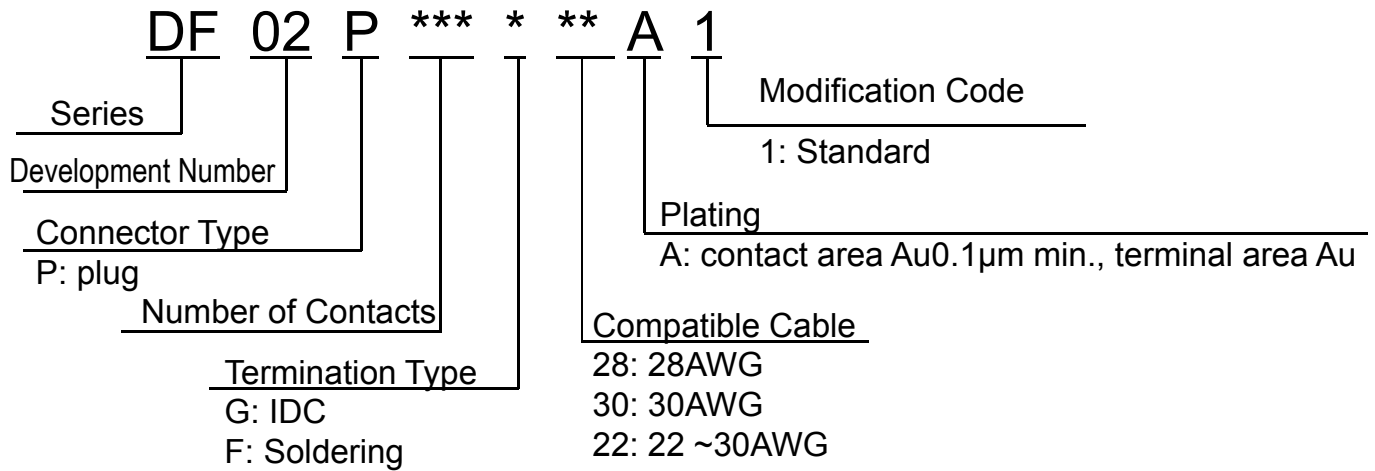 DF 02 P *** * ** A 1
Modification Code
Series
1: Standard
Development Number
Plating
Connector Type
A: contact area Au0.1μm min., terminal area Au
P: plug
Number of Contacts
Compatible Cable
28: 28AWG
Termination Type
30: 30AWG
G: IDC
22: 22 ~30AWG
F: Soldering